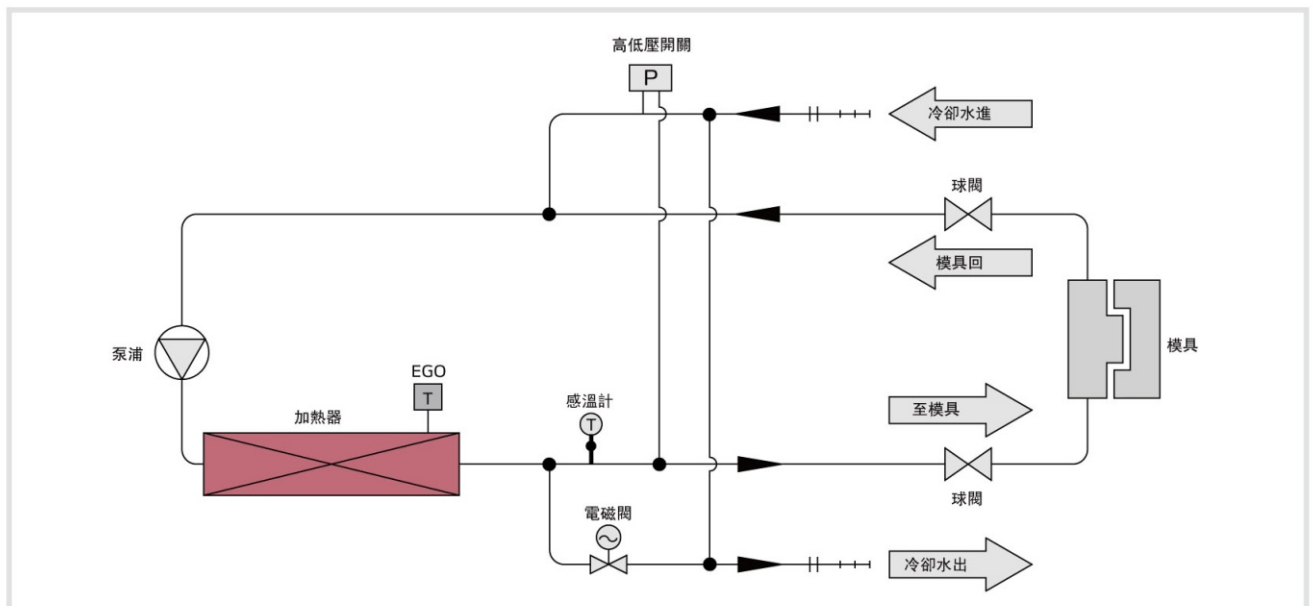 高低壓開關
P
冷卻水進
球閥
模具回
泵浦
模具
EGO
T
感溫計
T
加熱器
至模具
球閥
電磁閥
冷卻水出